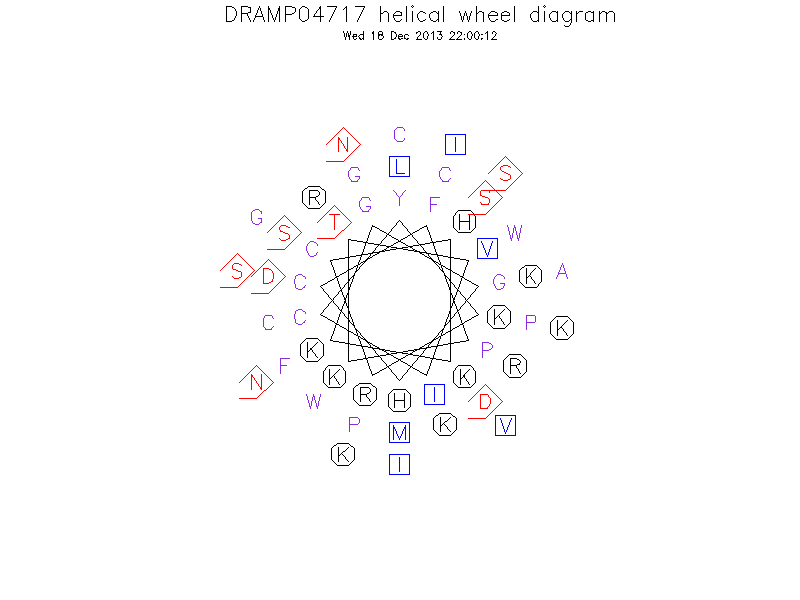 DRAMP04717 helical wheel diagram
Wed 18 Dec 2013 22:00:12
C
N I
L
G C S
R G Y F S
G T H
S W
C V
S D C G K A
C C K P K
K P
F R
N K K
W R H I D
P K V
M
K I